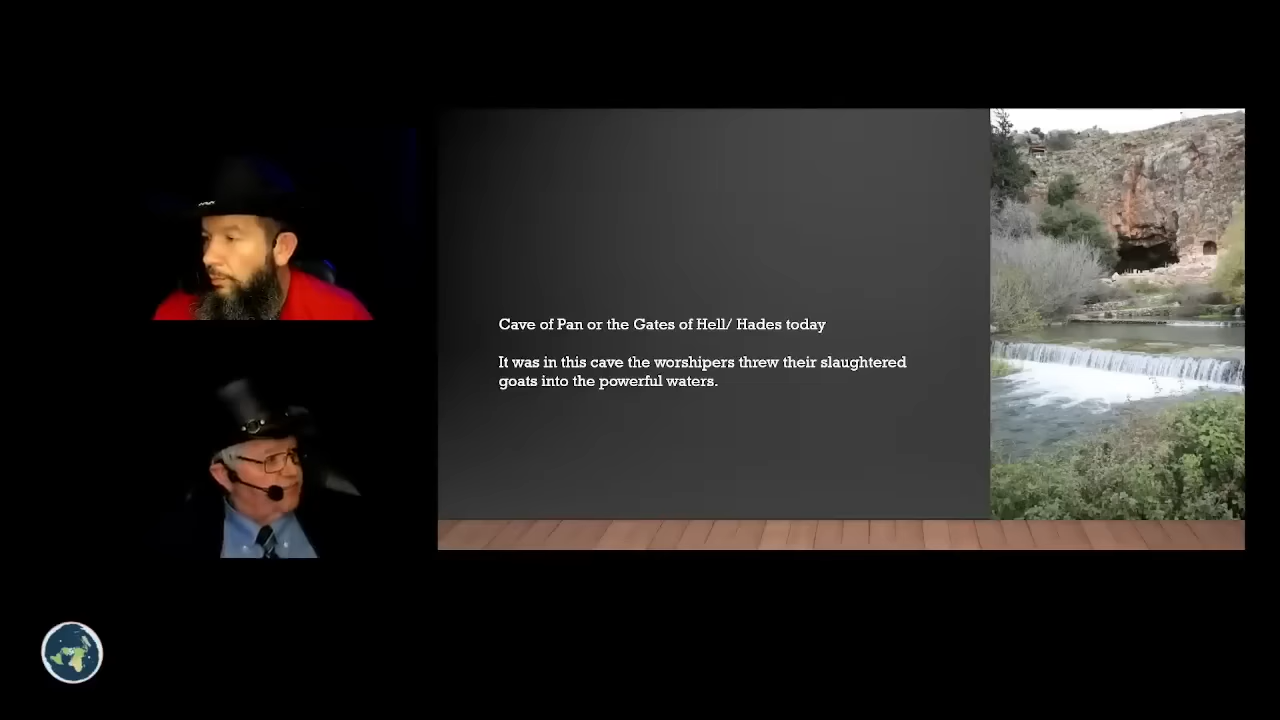 Cave of Pan or the Gates of Hell/ Hades today
It was in this cave the worshipers threw their slaughtered
goats into the powerful waters.